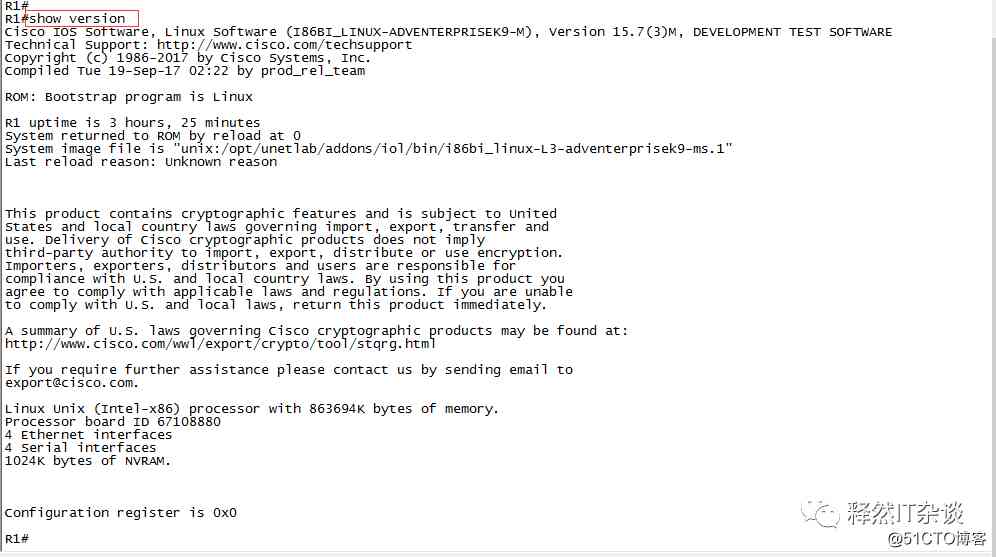 R1#
R1#show version
Cisco IOS Software, Linux Software (I86BI_LINUX-ADVENTERPRISEK9-M), Version 15.7(3)M, DEVELOPMENT TEST SOFTWARE
Technical Support: http://www.cisco.com/techsupport
Copyright (c) 1986-2017 by Cisco Systems, Inc.
Compiled Tue 19-Sep-17 02:22 by prod_rel_team
ROM: Bootstrap program is Linux
R1 uptime is 3 hours, 25 minutes
System returned to ROM by reload at 0
System image file is "unix:/opt/unetlab/addons/iol/bin/i86bi_linux-L3-adventerprisek9-ms.1"
Last reload reason: Unknown reason
This product contains cryptographic features and is subject to United
States and local country laws governing import, export, transfer and
use. Delivery of Cisco cryptographic products does not imply
third-party authority to import, export, distribute or use encryption.
Importers, exporters, distributors and users are responsible for
compliance with U.S. and local country laws. By using this product you
agree to comply with applicable laws and regulations. If you are unable
to comply with U.S. and local laws, return this product immediately.
A summary of U.S. laws governing Cisco cryptographic products may be found at:
http://www.cisco.com/wwl/export/crypto/tool/stqrg.html
If you require further assistance please contact us by sending email to
export@cisco.com.
Linux Unix (Intel-x86) processor with 863694K bytes of memory.
Processor board ID 67108880
4 Ethernet interfaces
4 Serial interfaces
1024K bytes of NVRAM.
Configuration register is 0x0
R1#
释然IT杂谈
@51CTO博客